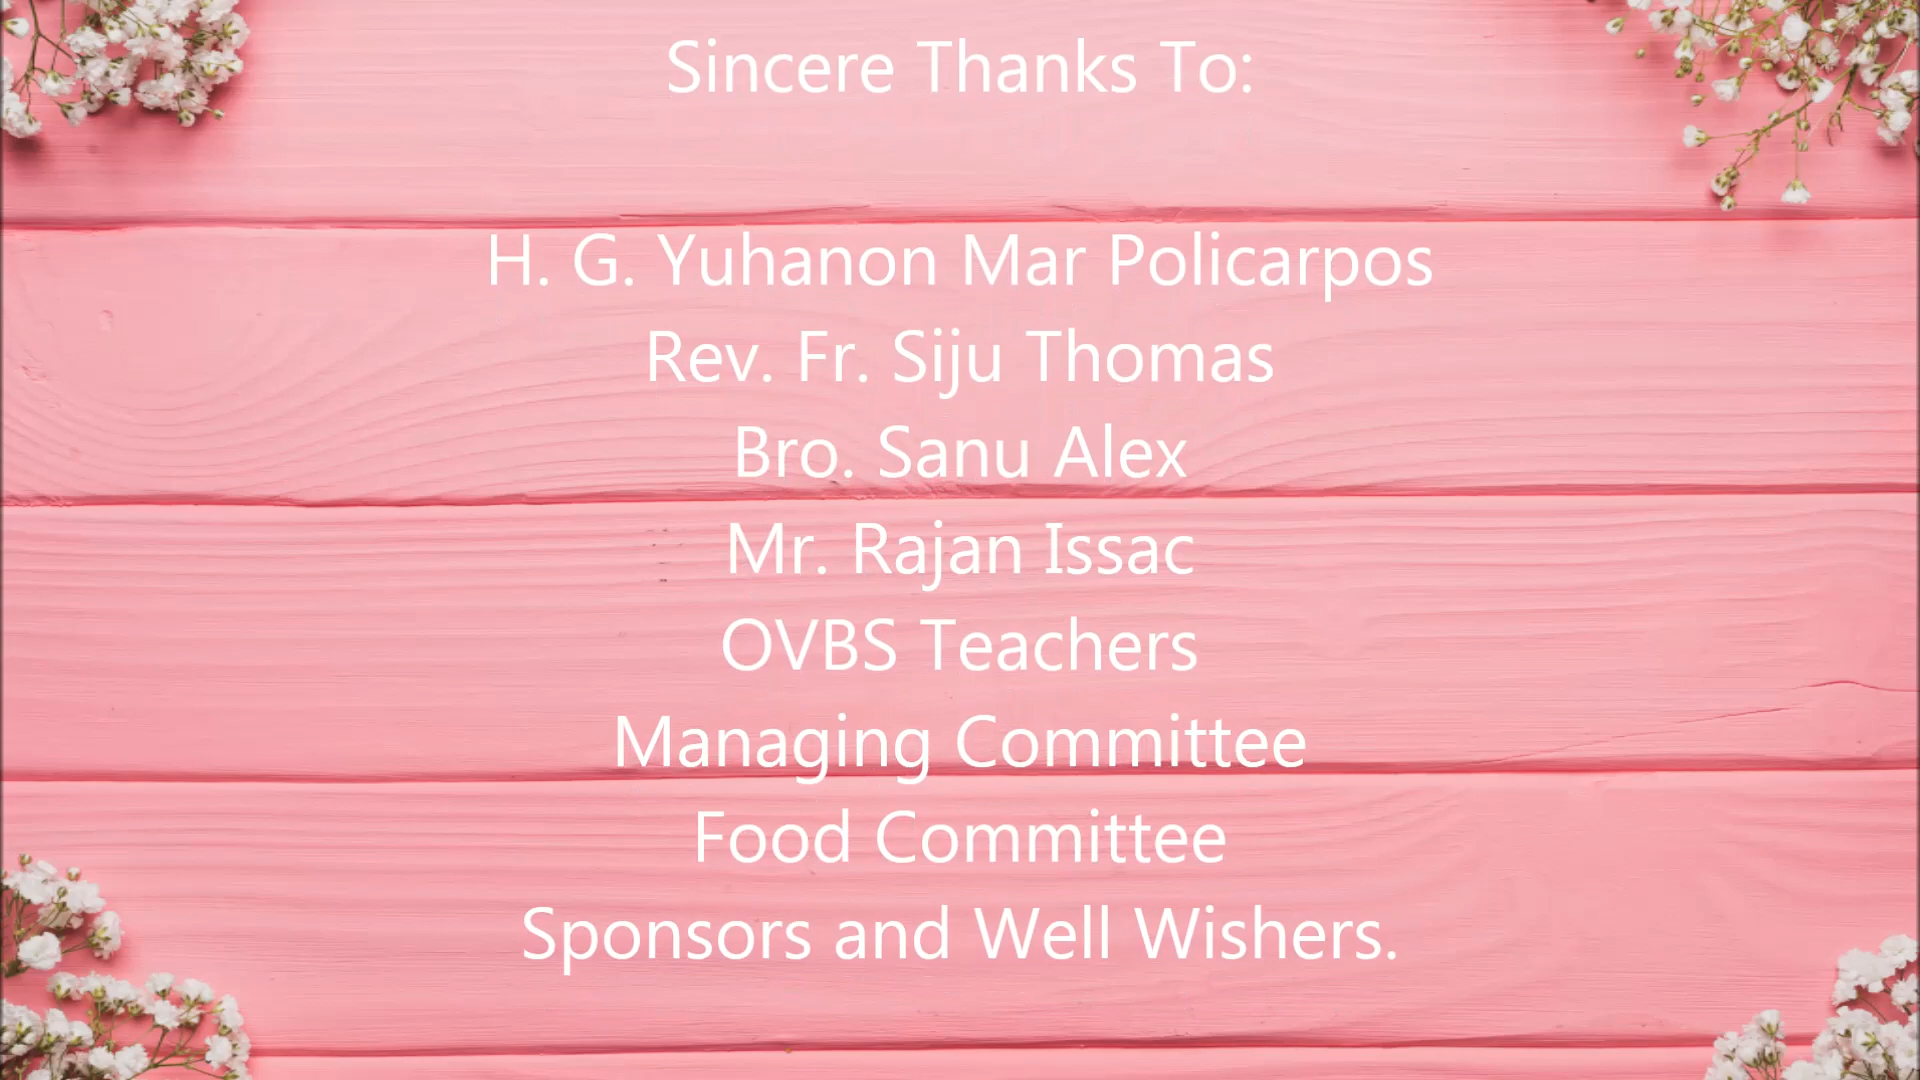 Sincere Thanks To:
H. G. Yuhanon Mar Policarpos
Rev. Fr. Siju Thomas
Bro. Sanu Alex
Mr. Rajan Issac
OVBS Teachers
Managing Committee
Food Committee
Sponsors and Well Wishers.